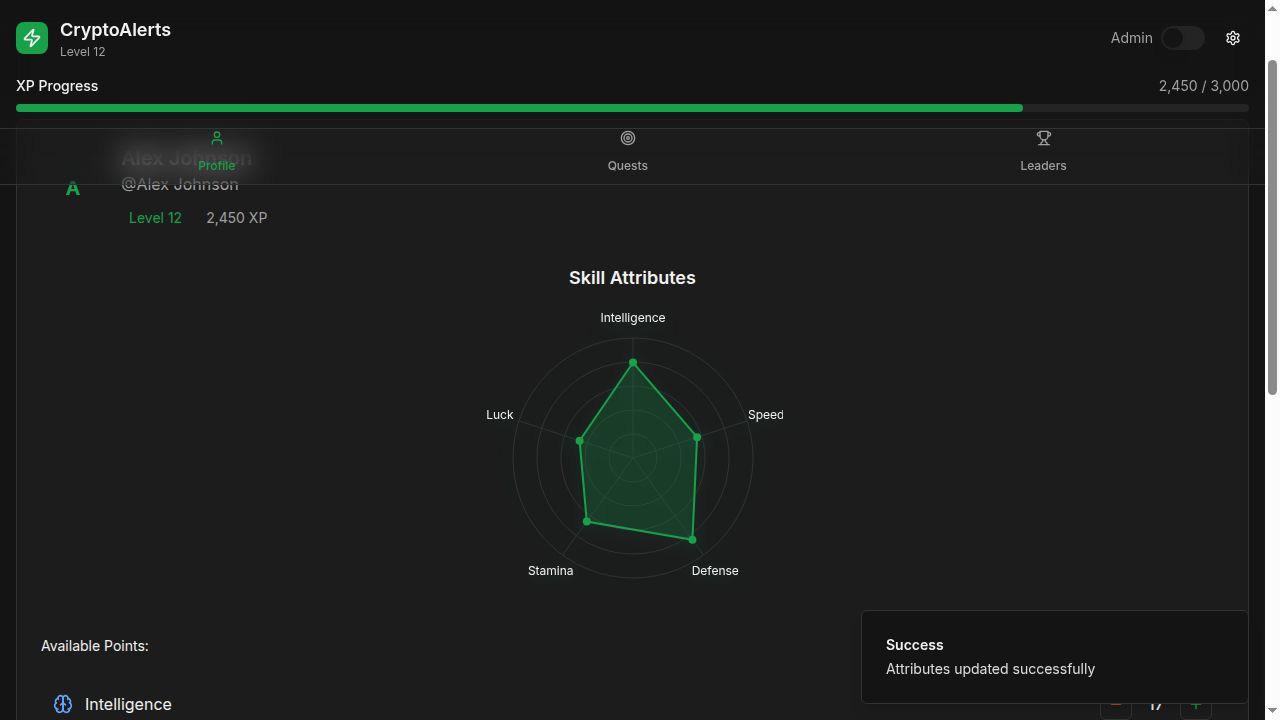 CryptoAlerts
Level 12
Admin
XP Progress
2,450 / 3,000
Alex Johnson
Profile
Quests
Leaders
A
@Alex Johnson
Level 12
2,450 XP
Skill Attributes
Intelligence
Luck
Speed
Stamina
Defense
Available Points:
Success
Attributes updated successfully
Intelligence
17